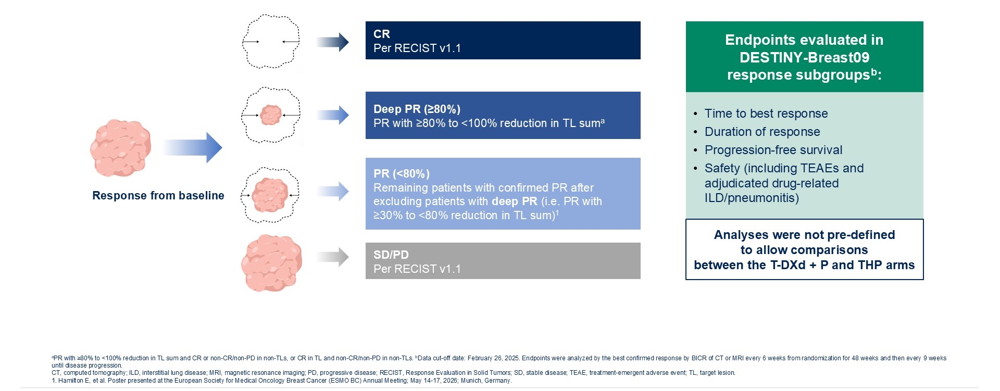 CR
Per RECIST v1.1
Deep PR (≥80%)
PR with ≥80% to <100% reduction in TL sumᵃ
Response from baseline
PR (<80%)
Remaining patients with confirmed PR after
excluding patients with deep PR (i.e. PR with
≥30% to <80% reduction in TL sum)¹
SD/PD
Per RECIST v1.1
Endpoints evaluated in
DESTINY-Breast09
response subgroupsᵇ:
• Time to best response
• Duration of response
• Progression-free survival
• Safety (including TEAEs and
adjudicated drug-related
ILD/pneumonitis)
Analyses were not pre-defined
to allow comparisons
between the T-DXd + P and THP arms
ᵃPR with ≥80% to <100% reduction in TL sum and CR or non-CR/non-PD in non-TLs, or CR in TL and non-CR/non-PD in non-TLs. ᵇData cut-off date: February 26, 2025. Endpoints were analyzed by the best confirmed response by BICR of CT or MRI every 6 weeks from randomization for 48 weeks and then every 9 weeks
until disease progression.
CT, computed tomography; ILD, interstitial lung disease; MRI, magnetic resonance imaging; PD, progressive disease; RECIST, Response Evaluation in Solid Tumors; SD, stable disease; TEAE, treatment-emergent adverse event; TL, target lesion.
1. Hamilton E, et al. Poster presented at the European Society for Medical Oncology Breast Cancer (ESMO BC) Annual Meeting; May 14-17, 2026; Munich, Germany.